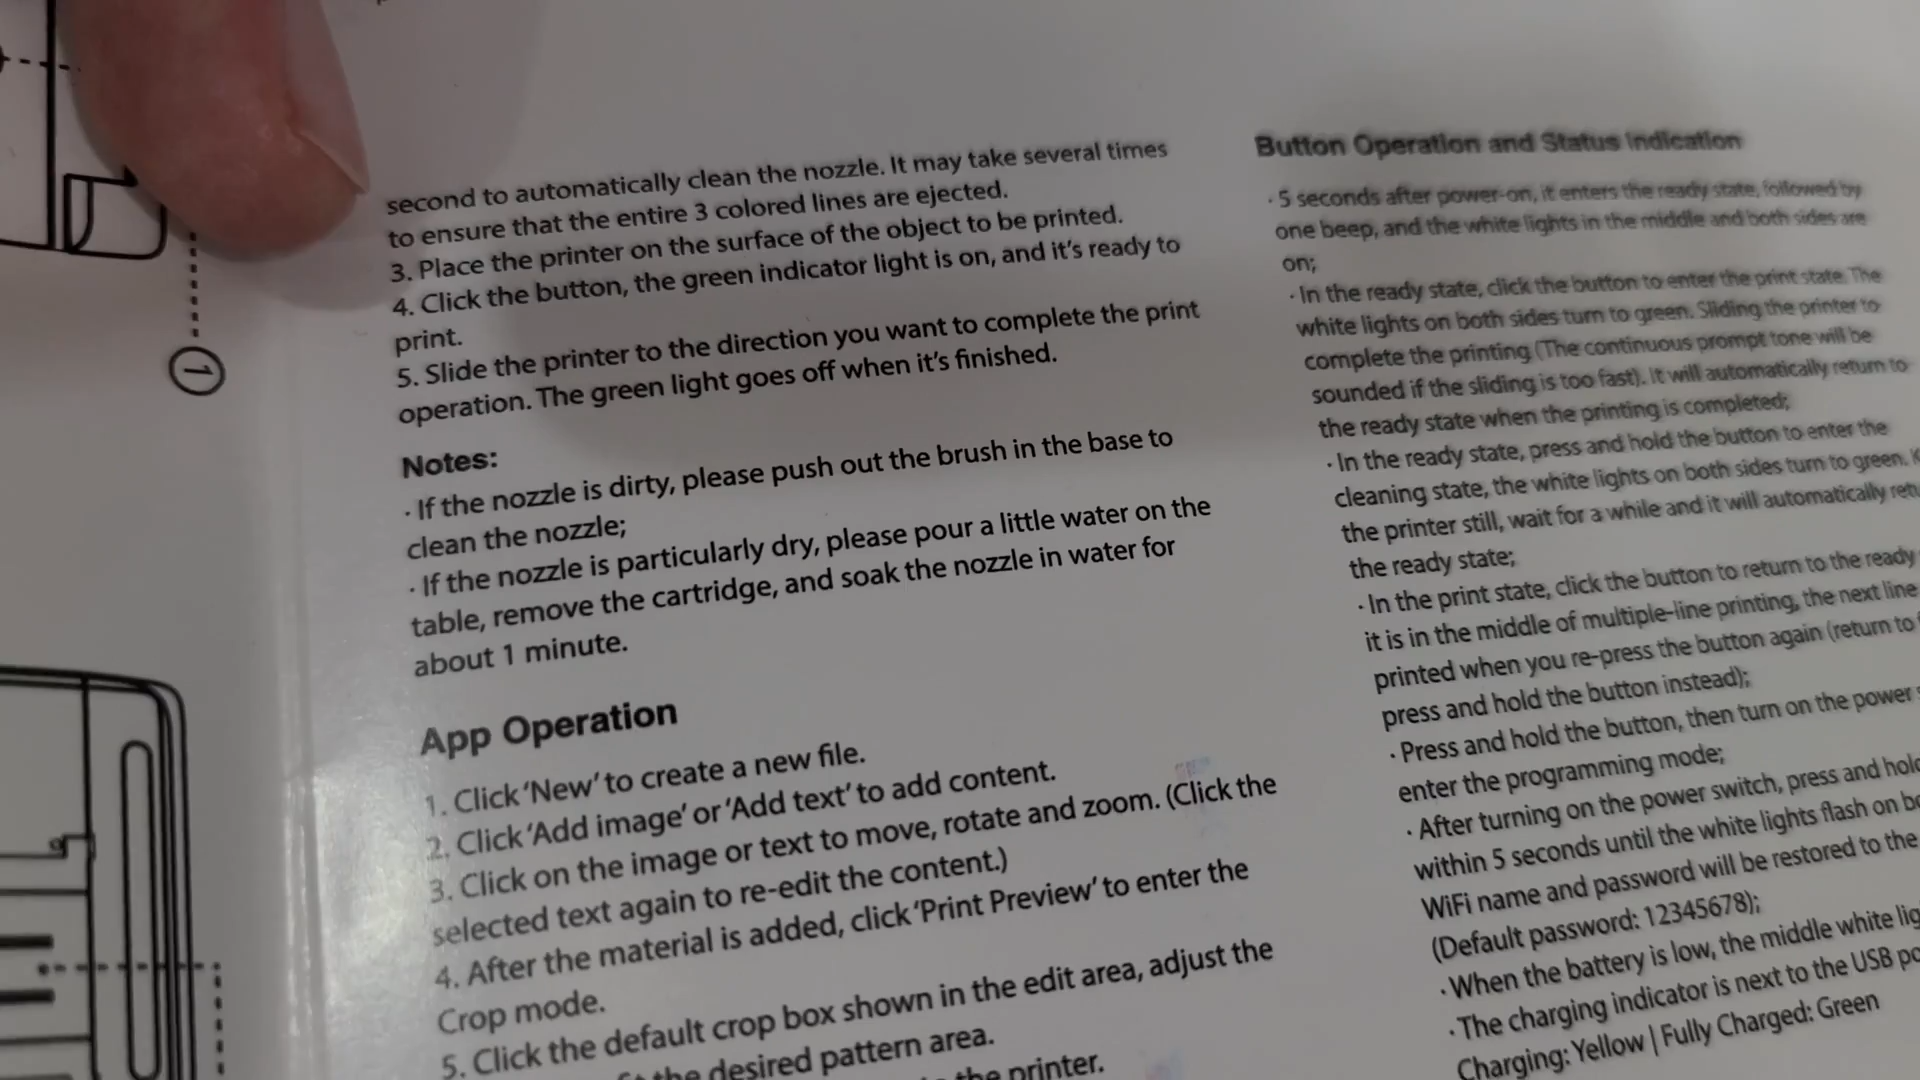 second to automatically clean the nozzle. It may take several times
to ensure that the entire 3 colored lines are ejected.
3. Place the printer on the surface of the object to be printed.
4. Click the button, the green indicator light is on, and it's ready to
print.
5. Slide the printer to the direction you want to complete the print
operation. The green light goes off when it's finished.
Notes:
· If the nozzle is dirty, please push out the brush in the base to
clean the nozzle;
· If the nozzle is particularly dry, please pour a little water on the
table, remove the cartridge, and soak the nozzle in water for
about 1 minute.
App Operation
1. Click 'New' to create a new file.
2. Click 'Add image' or 'Add text' to add content.
3. Click on the image or text to move, rotate and zoom. (Click the
selected text again to re-edit the content.)
4. After the material is added, click 'Print Preview' to enter the
Crop mode.
5. Click the default crop box shown in the edit area, adjust the
the desired pattern area.
the printer.
Button Operation and Status Indication
· 5 seconds after power-on, it enters the ready state, followed by
one beep, and the white lights in the middle and both sides are
on;
· In the ready state, click the button to enter the print state. The
white lights on both sides turn to green. Sliding the printer to
complete the printing (The continuous prompt tone will be
sounded if the sliding is too fast). It will automatically return to
the ready state when the printing is completed;
· In the ready state, press and hold the button to enter the
cleaning state, the white lights on both sides turn to green.
the printer still, wait for a while and it will automatically
the ready state;
· In the print state, click the button to return to the ready
it is in the middle of multiple-line printing, the next line
printed when you re-press the button again (return to
press and hold the button instead);
· Press and hold the button, then turn on the power
enter the programming mode;
· After turning on the power switch, press and hold
within 5 seconds until the white lights flash on
WiFi name and password will be restored to the
(Default password: 12345678);
· When the battery is low, the middle white
· The charging indicator is next to the USB
Charging: Yellow | Fully Charged: Green
1